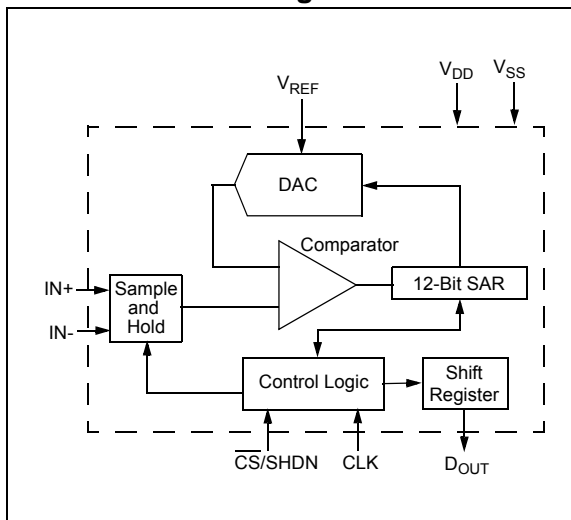 V_DD
V_SS
V_REF
DAC
Comparator
IN+
Sample
and
Hold
12-Bit SAR
IN-
Control Logic
Shift
Register
C̅S̅/SHDN
CLK
D_OUT